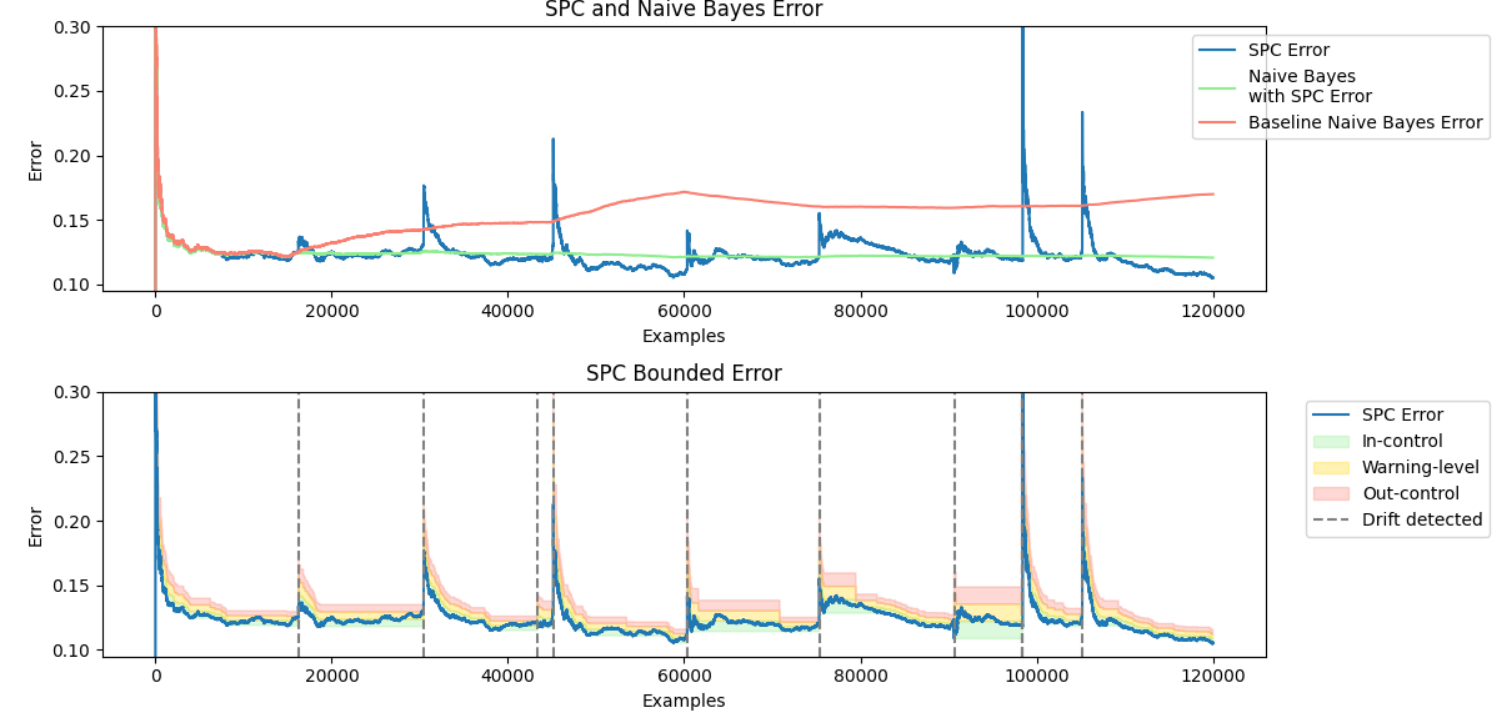 SPC and Naive Bayes Error
0.30
0.25
0.20
0.15
0.10
Error
0
20000
40000
60000
80000
100000
120000
Examples
SPC Error
Naive Bayes
with SPC Error
Baseline Naive Bayes Error
SPC Bounded Error
0.30
0.25
0.20
0.15
0.10
Error
0
20000
40000
60000
80000
100000
120000
Examples
SPC Error
In-control
Warning-level
Out-control
Drift detected